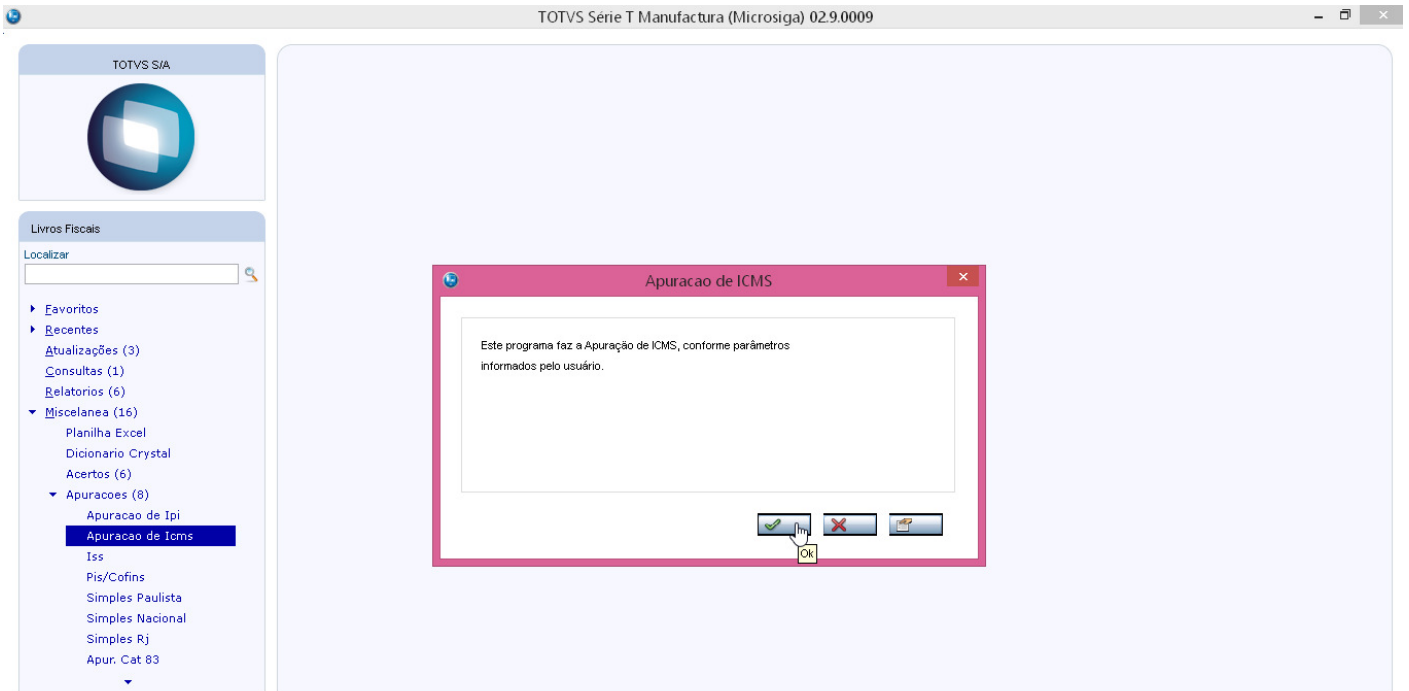 TOTVS Série T Manufactura (Microsiga) 02.9.0009
TOTVS S/A
Livros Fiscais
Localizar
Favoritos
Recentes
Atualizações (3)
Consultas (1)
Relatorios (6)
Miscelanea (16)
Planilha Excel
Dicionario Crystal
Acertos (6)
Apuracoes (8)
Apuracao de Ipi
Apuracao de Icms
Iss
Pis/Cofins
Simples Paulista
Simples Nacional
Simples Rj
Apur. Cat 83
Apuracao de ICMS
Este programa faz a Apuração de ICMS, conforme parâmetros
informados pelo usuário.
Ok